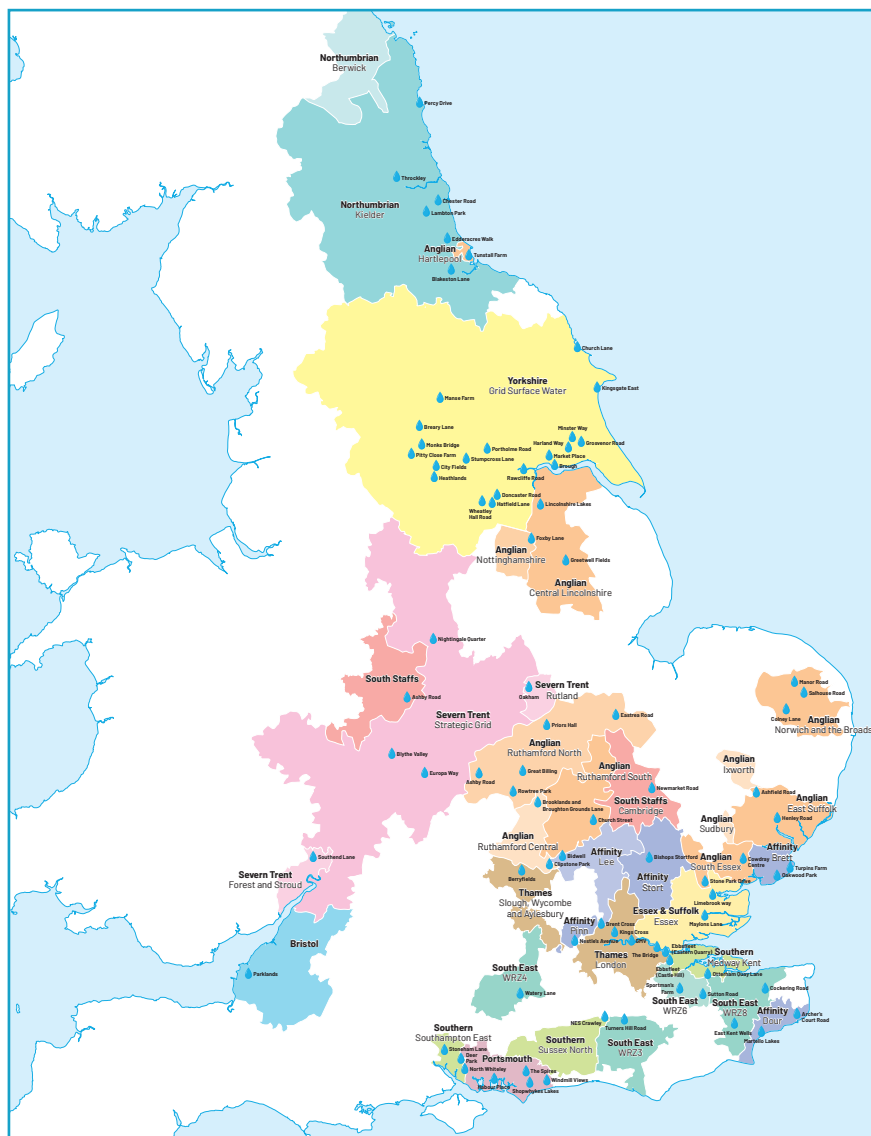 Northumbrian
Berwick
Percy Drive
Throckley
Chester Road
Lambton Park
Northumbrian
Kielder
Edderacres Walk
Anglian
Hartlepool
Tunstall Farm
Blakeston Lane
Church Lane
Yorkshire
Grid Surface Water
Kingsgate East
Manse Farm
Breary Lane
Minster Way
Grosvenor Road
Harland Way
Monks Bridge
Portholme Road
Pitty Close Farm
Market Place
Stumpcross Lane
City Fields
Brough
Rawcliffe Road
Heathlands
Doncaster Road
Hatfield Lane
Wheatley
Hall Road
Lincolnshire Lakes
Foxby Lane
Anglian
Nottinghamshire
Greetwell Fields
Anglian
Central Lincolnshire
Nightingale Quarter
South Staffs
Ashby Road
Severn Trent
Rutland
Oakham
Manor Road
Salhouse Road
Colney Lane
Anglian
Norwich and the Broads
Severn Trent
Strategic Grid
Eastrea Road
Priors Hall
Anglian
Ruthamford North
Blythe Valley
Europa Way
Ashby Road
Great Billing
Anglian
Ruthamford South
Anglian
Ixworth
Rowtree Park
Newmarket Road
Ashfield Road
Brooklands and
Broughton Grounds Lane
South Staffs
Cambridge
Anglian
East Suffolk
Church Street
Henley Road
Anglian
Sudbury
Anglian
Ruthamford Central
Affinity
Lee
Bidwell
Clipstone Park
Bishops Stortford
Anglian
South Essex
Cowdray
Centre
Affinity
Brett
Turpins Farm
Oakwood Park
Southend Lane
Severn Trent
Forest and Stroud
Berryfields
Affinity
Stort
Stone Park Drive
Thames
Slough, Wycombe
and Aylesbury
Limebrook way
Essex & Suffolk
Essex
Maylons Lane
Affinity
Pinn
Brent Cross
Kings Cross
Nestles Avenue
GMV
Bristol
Parklands
Thames
London
The Bridge
Ebbsfleet
(Eastern Quarry)
Southern
Medway Kent
Ebbsfleet
(Castle Hill)
Otterham Quay Lane
South East
WRZ4
Watery Lane
Sportman's
Farm
South East
WRZ6
Sutton Road
Cockering Road
South East
WRZ8
Affinity
Dour
Archer's
Court Road
East Kent Wells
Martello Lakes
NES Crawley
Turners Hill Road
Southern
Southampton East
Southern
Sussex North
South East
WRZ3
Stoneham Lane
Deer
Park
Portsmouth
North Whiteley
The Spires
Windmill Views
Shopwhykes Lakes